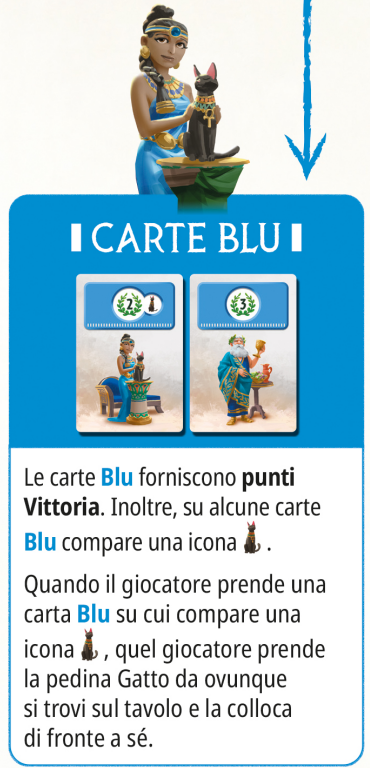 CARTE BLU
2
3
Le carte Blu forniscono punti
Vittoria. Inoltre, su alcune carte
Blu compare una icona .
Quando il giocatore prende una
carta Blu su cui compare una
icona , quel giocatore prende
la pedina Gatto da ovunque
si trovi sul tavolo e la colloca
di fronte a sé.